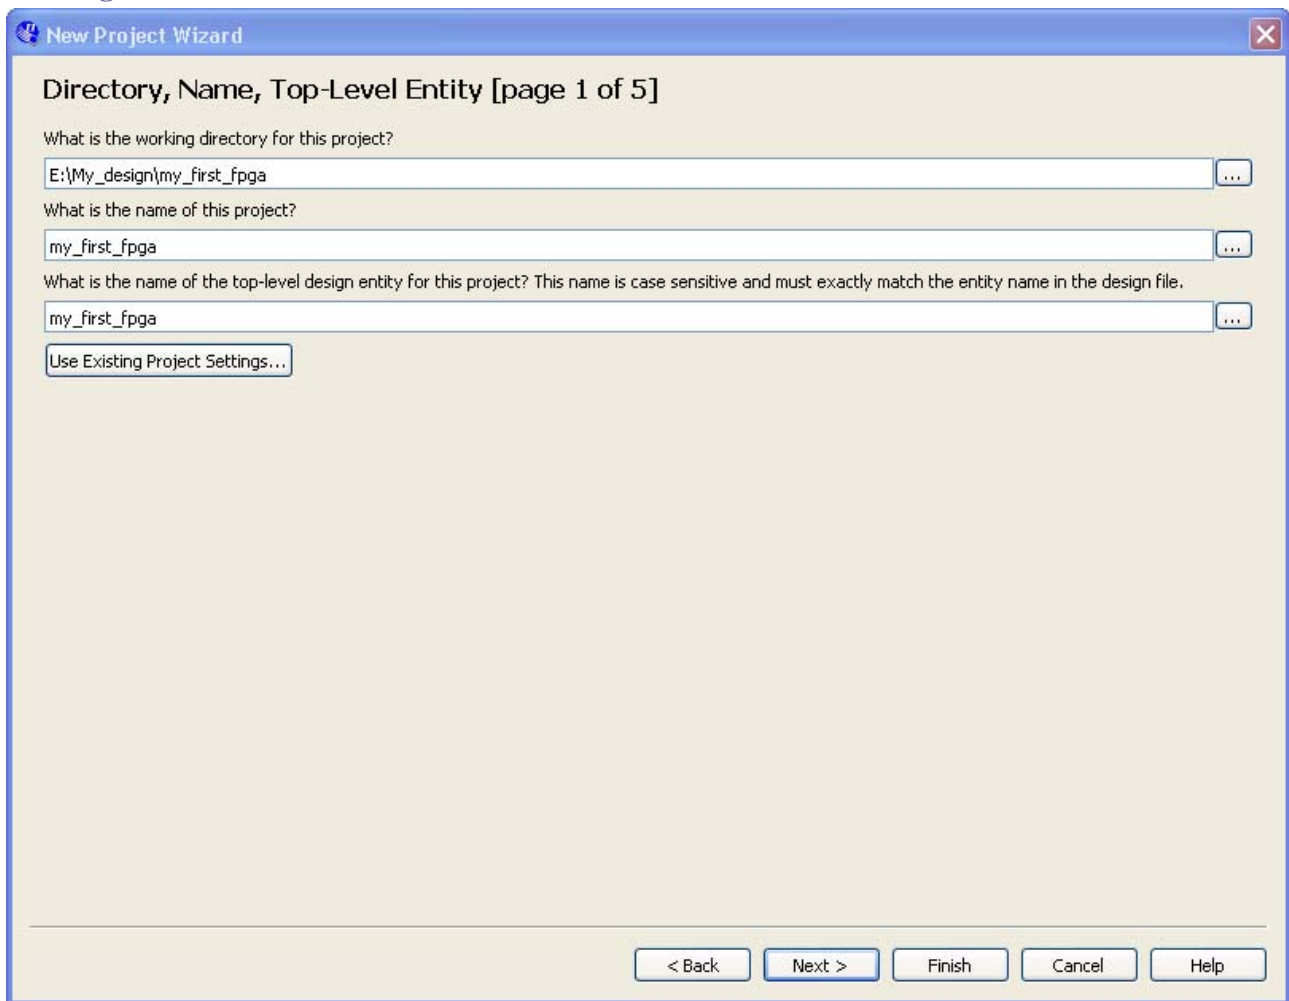 New Project Wizard
Directory, Name, Top-Level Entity [page 1 of 5]
What is the working directory for this project?
E:\My_design\my_first_fpga
...
What is the name of this project?
my_first_fpga
...
What is the name of the top-level design entity for this project? This name is case sensitive and must exactly match the entity name in the design file.
my_first_fpga
...
Use Existing Project Settings...
< Back Next > Finish Cancel Help